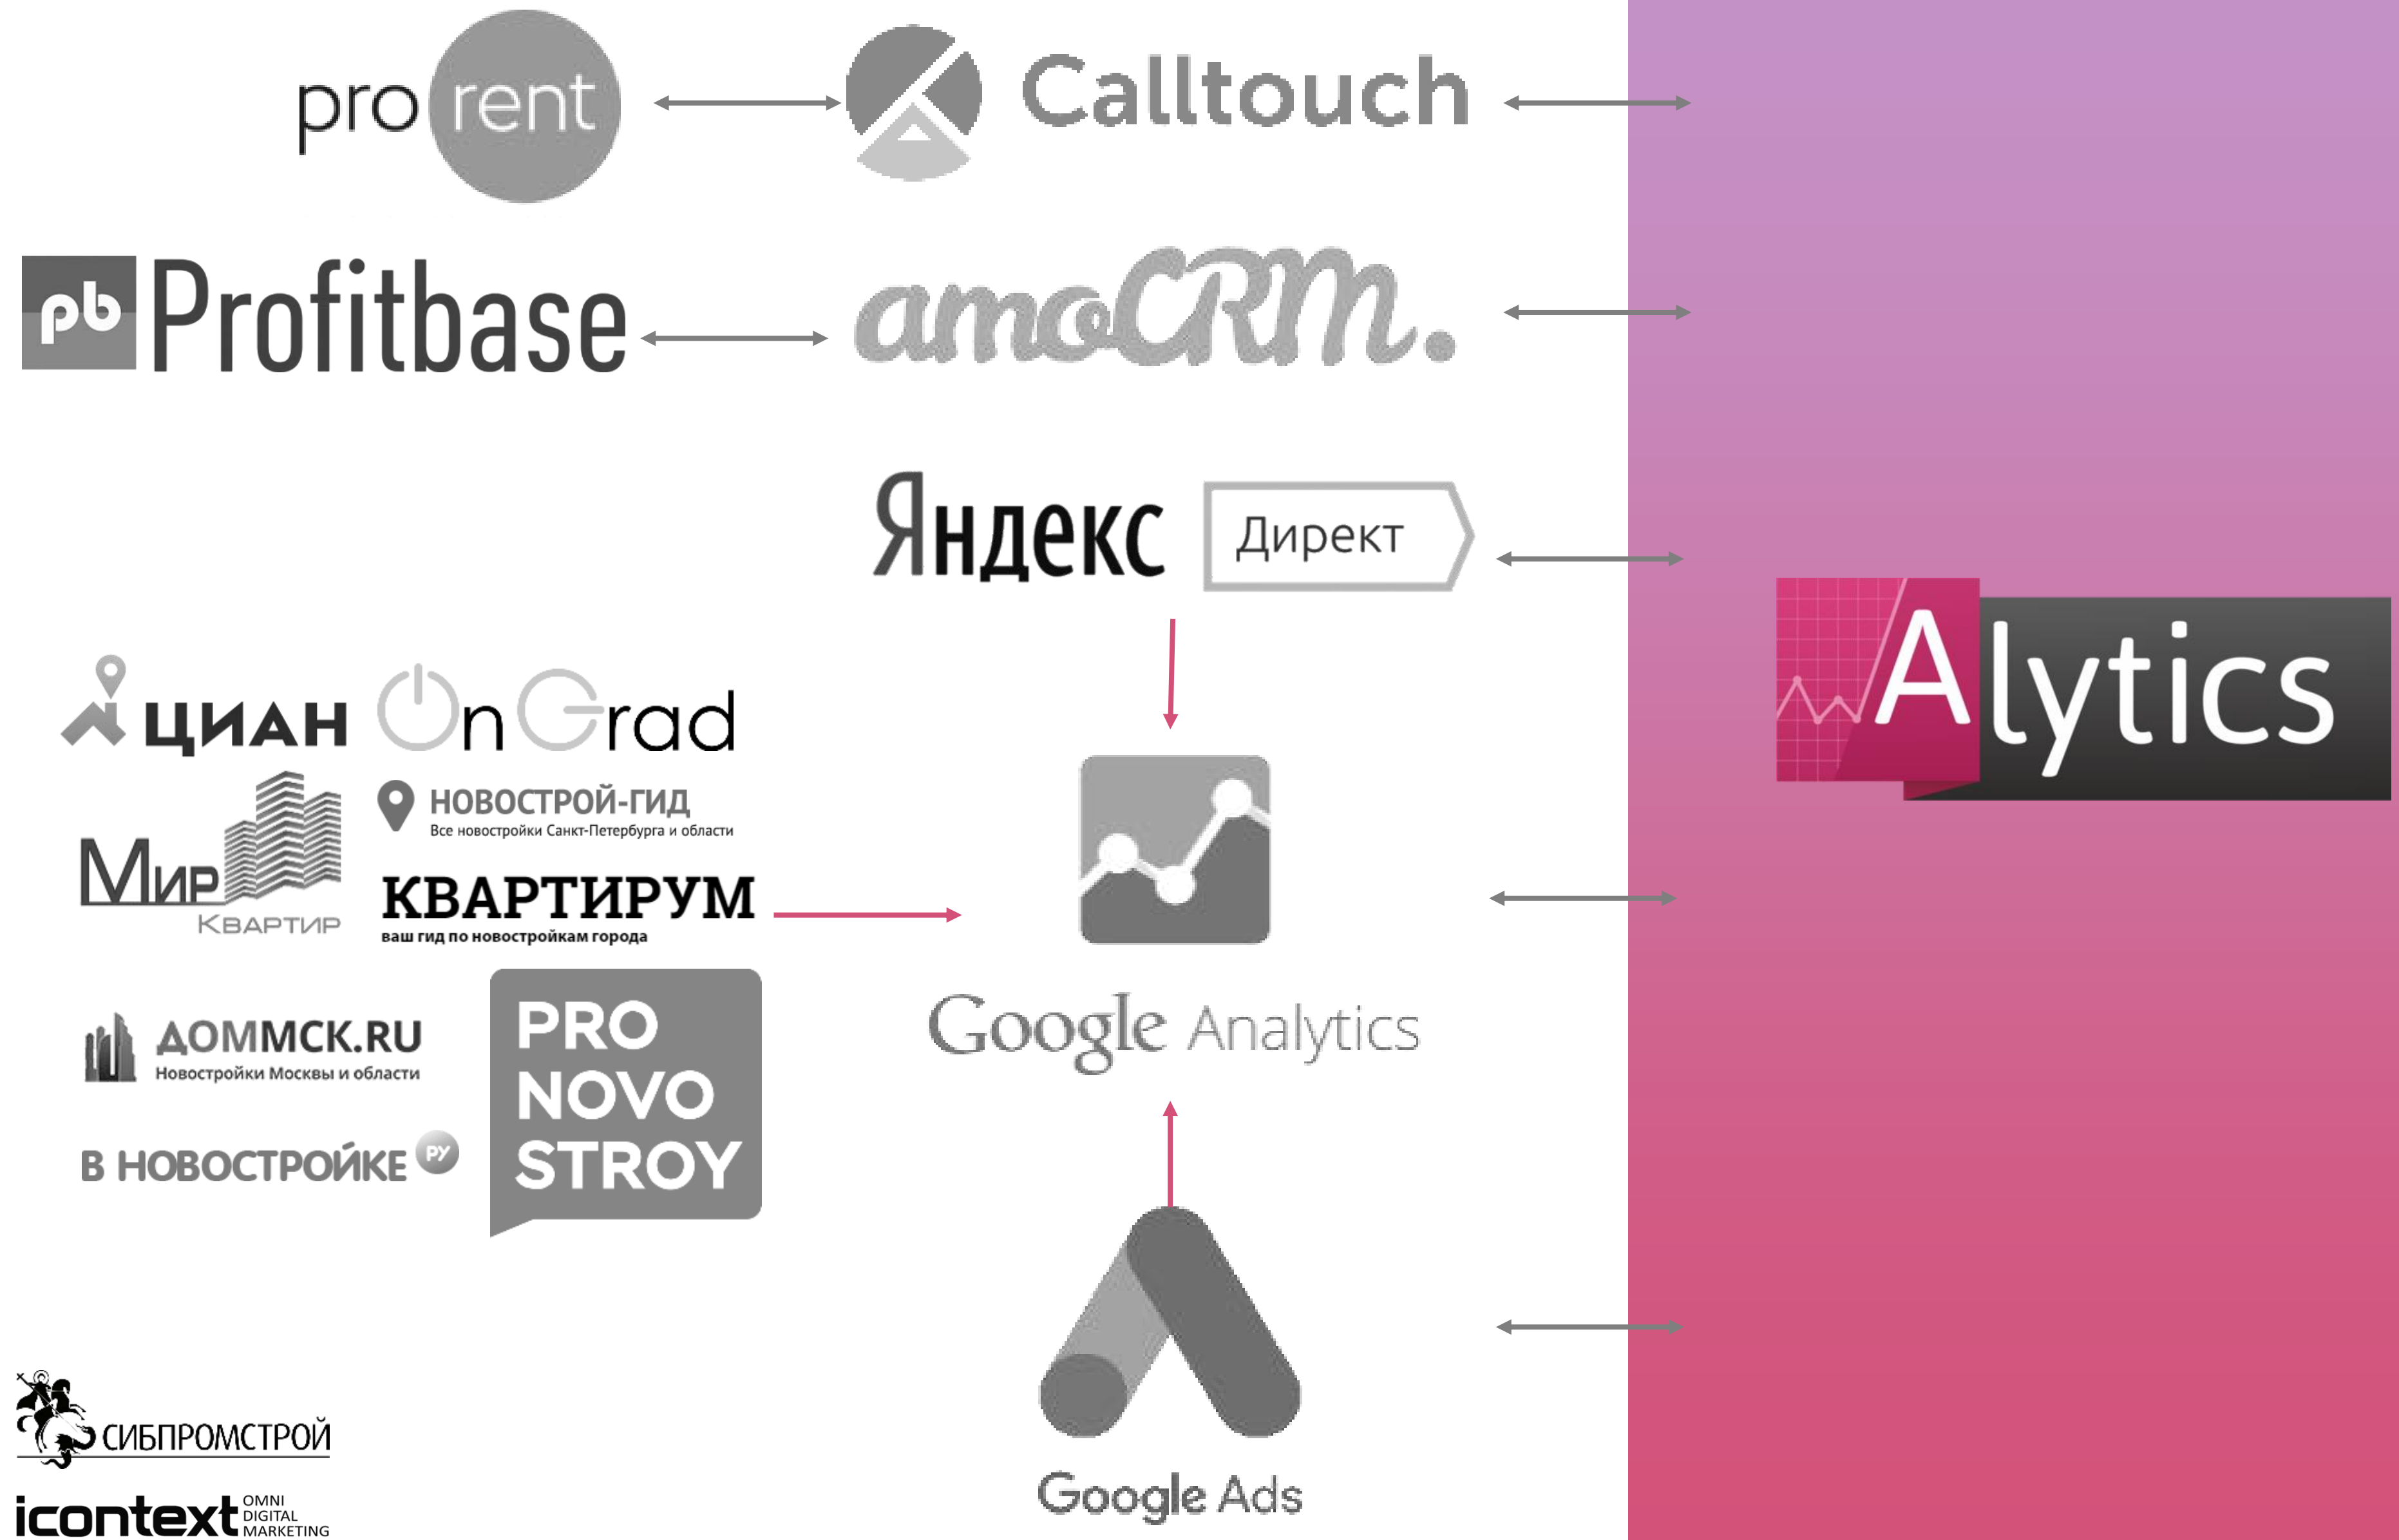 pro rent
Calltouch
pb Profitbase
amoCRM.
Яндекс Директ
Alytics
ЦИАН
OnGrad
Мир
Квартир
НОВОСТРОЙ-ГИД
Все новостройки Санкт-Петербурга и области
КВАРТИРУМ
ваш гид по новостройкам города
Google Analytics
ДОММСК.RU
Новостройки Москвы и области
PRO
NOVO
STROY
В НОВОСТРОЙКЕ РУ
СИБПРОМСТРОЙ
icontext
OMNI
DIGITAL
MARKETING
Google Ads